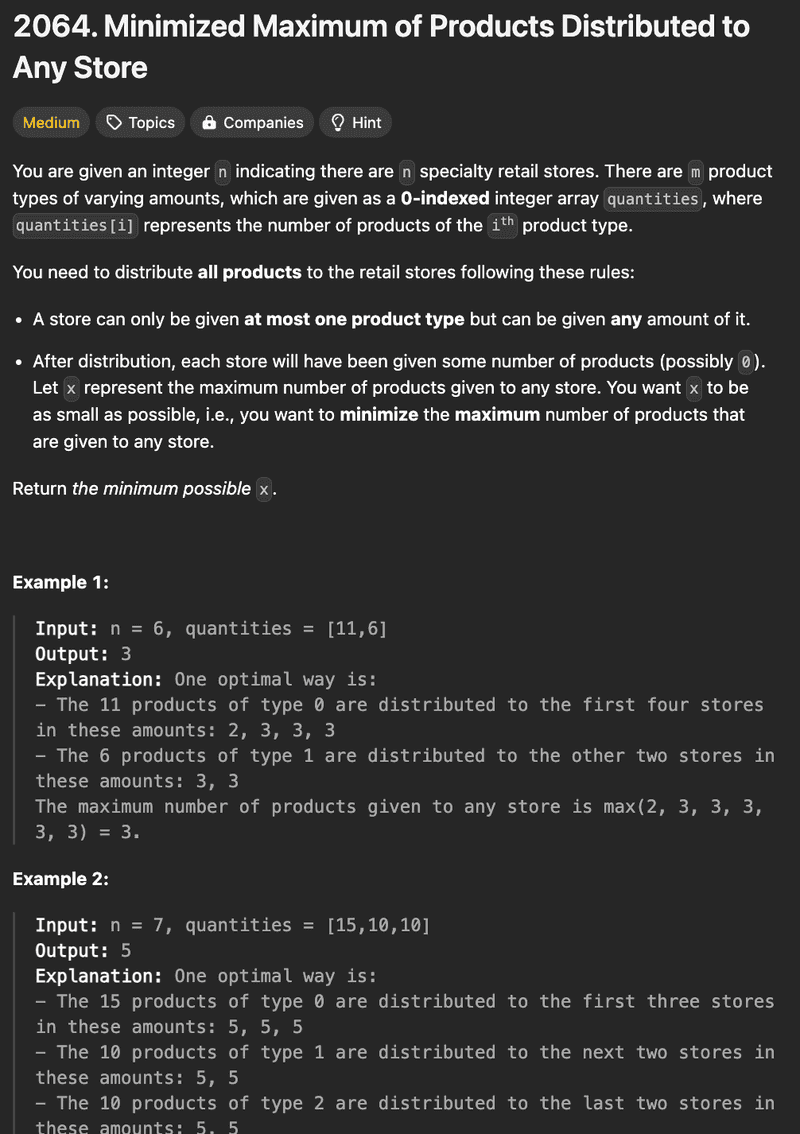 2064. Minimized Maximum of Products Distributed to
Any Store
Medium Topics Companies Hint
You are given an integer n indicating there are n specialty retail stores. There are m product
types of varying amounts, which are given as a 0-indexed integer array quantities, where
quantities[i] represents the number of products of the ith product type.
You need to distribute all products to the retail stores following these rules:
• A store can only be given at most one product type but can be given any amount of it.
• After distribution, each store will have been given some number of products (possibly 0).
Let x represent the maximum number of products given to any store. You want x to be
as small as possible, i.e., you want to minimize the maximum number of products that
are given to any store.
Return the minimum possible x.
Example 1:
Input: n = 6, quantities = [11,6]
Output: 3
Explanation: One optimal way is:
- The 11 products of type 0 are distributed to the first four stores
in these amounts: 2, 3, 3, 3
- The 6 products of type 1 are distributed to the other two stores in
these amounts: 3, 3
The maximum number of products given to any store is max(2, 3, 3, 3,
3, 3) = 3.
Example 2:
Input: n = 7, quantities = [15,10,10]
Output: 5
Explanation: One optimal way is:
- The 15 products of type 0 are distributed to the first three stores
in these amounts: 5, 5, 5
- The 10 products of type 1 are distributed to the next two stores in
these amounts: 5, 5
- The 10 products of type 2 are distributed to the last two stores in
these amounts: 5, 5